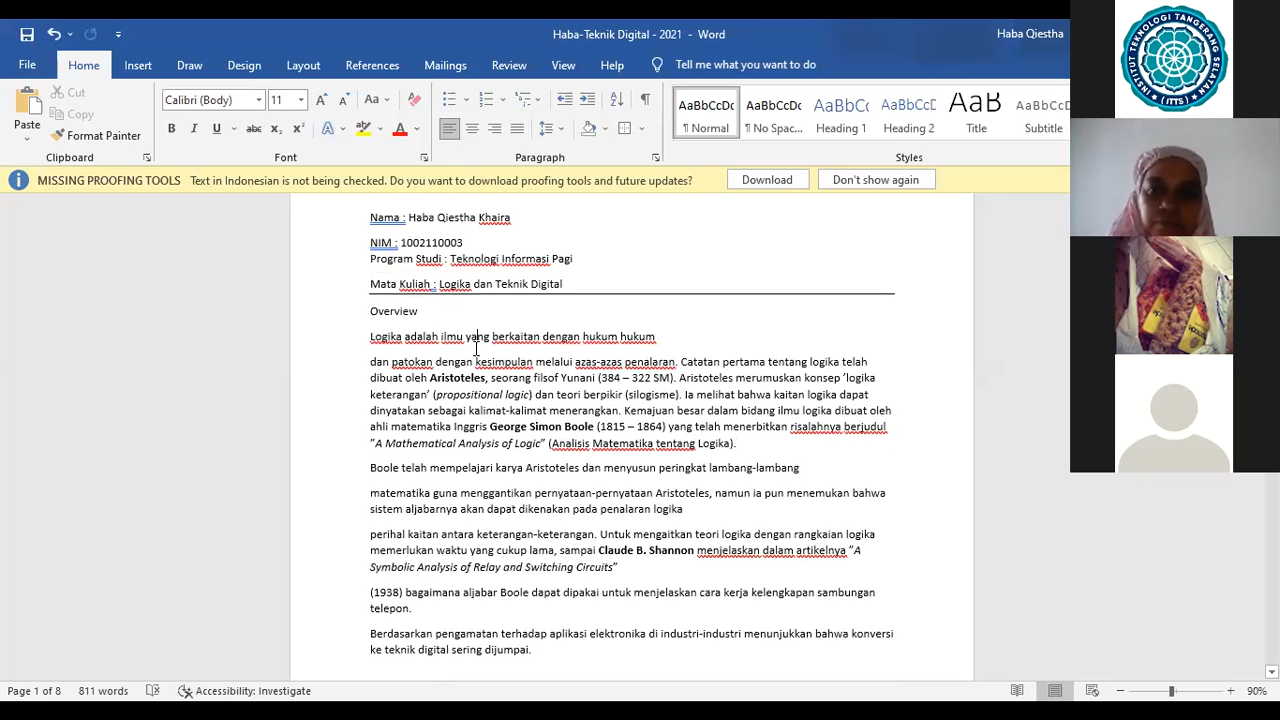 Haba-Teknik Digital - 2021 - Word
Haba Qiestha
File Home Insert Draw Design Layout References Mailings Review View Help Tell me what you want to do
Paste
Cut
Copy
Format Painter
Clipboard
Calibri (Body) 11
Aa
B I U abc x₂ x² A A
Font
Paragraph
AaBbCcDc AaBbCcDc AaBbCcDc AaBbCcDc AaB AaBbCcDc
¶ Normal ¶ No Spac... Heading 1 Heading 2 Title Subtitle
Styles
MISSING PROOFING TOOLS Text in Indonesian is not being checked. Do you want to download proofing tools and future updates? Download Don't show again
Nama : Haba Qiestha Khaira
NIM : 1002110003
Program Studi : Teknologi Informasi Pagi
Mata Kuliah : Logika dan Teknik Digital
Overview
Logika adalah ilmu yang berkaitan dengan hukum hukum
dan patokan dengan kesimpulan melalui azas-azas penalaran. Catatan pertama tentang logika telah
dibuat oleh Aristoteles, seorang filsof Yunani (384 – 322 SM). Aristoteles merumuskan konsep 'logika
keterangan' (propositional logic) dan teori berpikir (silogisme). Ia melihat bahwa kaitan logika dapat
dinyatakan sebagai kalimat-kalimat menerangkan. Kemajuan besar dalam bidang ilmu logika dibuat oleh
ahli matematika Inggris George Simon Boole (1815 – 1864) yang telah menerbitkan risalahnya berjudul
"A Mathematical Analysis of Logic" (Analisis Matematika tentang Logika).
Boole telah mempelajari karya Aristoteles dan menyusun peringkat lambang-lambang
matematika guna menggantikan pernyataan-pernyataan Aristoteles, namun ia pun menemukan bahwa
sistem aljabarnya akan dapat dikenakan pada penalaran logika
perihal kaitan antara keterangan-keterangan. Untuk mengaitkan teori logika dengan rangkaian logika
memerlukan waktu yang cukup lama, sampai Claude B. Shannon menjelaskan dalam artikelnya "A
Symbolic Analysis of Relay and Switching Circuits"
(1938) bagaimana aljabar Boole dapat dipakai untuk menjelaskan cara kerja kelengkapan sambungan
telepon.
Berdasarkan pengamatan terhadap aplikasi elektronika di industri-industri menunjukkan bahwa konversi
ke teknik digital sering dijumpai.
Page 1 of 8 811 words Accessibility: Investigate 90%
INSTITUT TEKNOLOGI TANGERANG SELATAN
(ITTS)